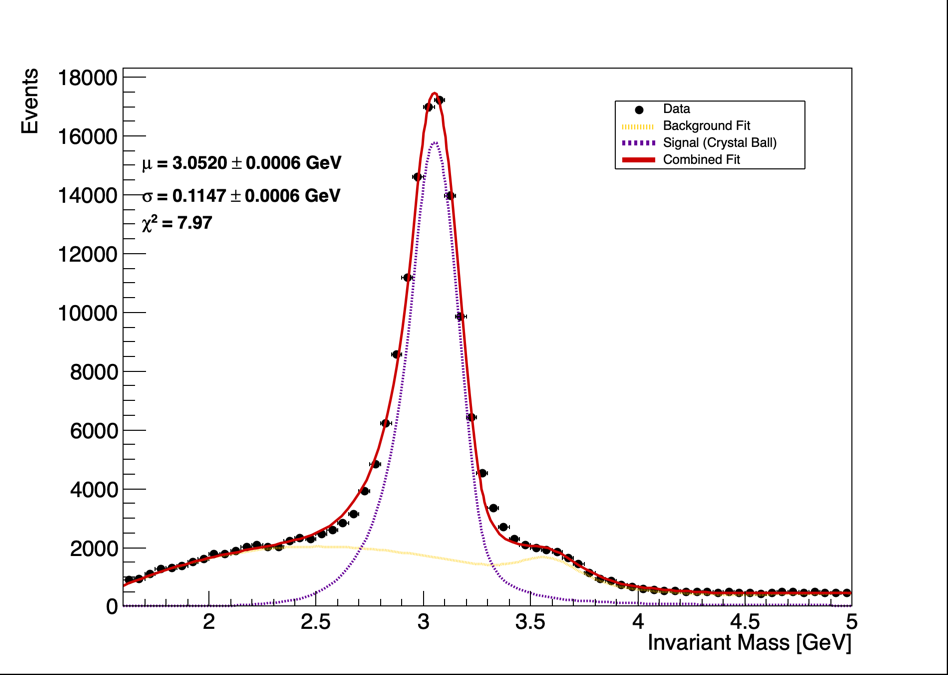 Events
18000
16000
14000
12000
10000
8000
6000
4000
2000
0
μ = 3.0520 ± 0.0006 GeV
σ = 0.1147 ± 0.0006 GeV
χ² = 7.97
Data
Background Fit
Signal (Crystal Ball)
Combined Fit
2 2.5 3 3.5 4 4.5 5
Invariant Mass [GeV]